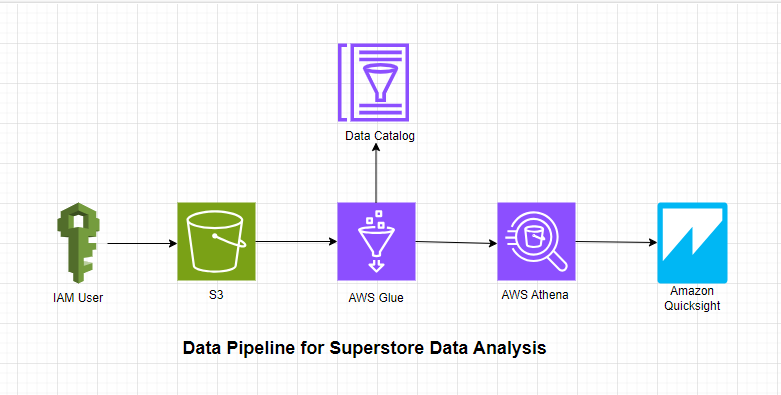 Data Catalog
IAM User
S3
AWS Glue
AWS Athena
Amazon
Quicksight
Data Pipeline for Superstore Data Analysis